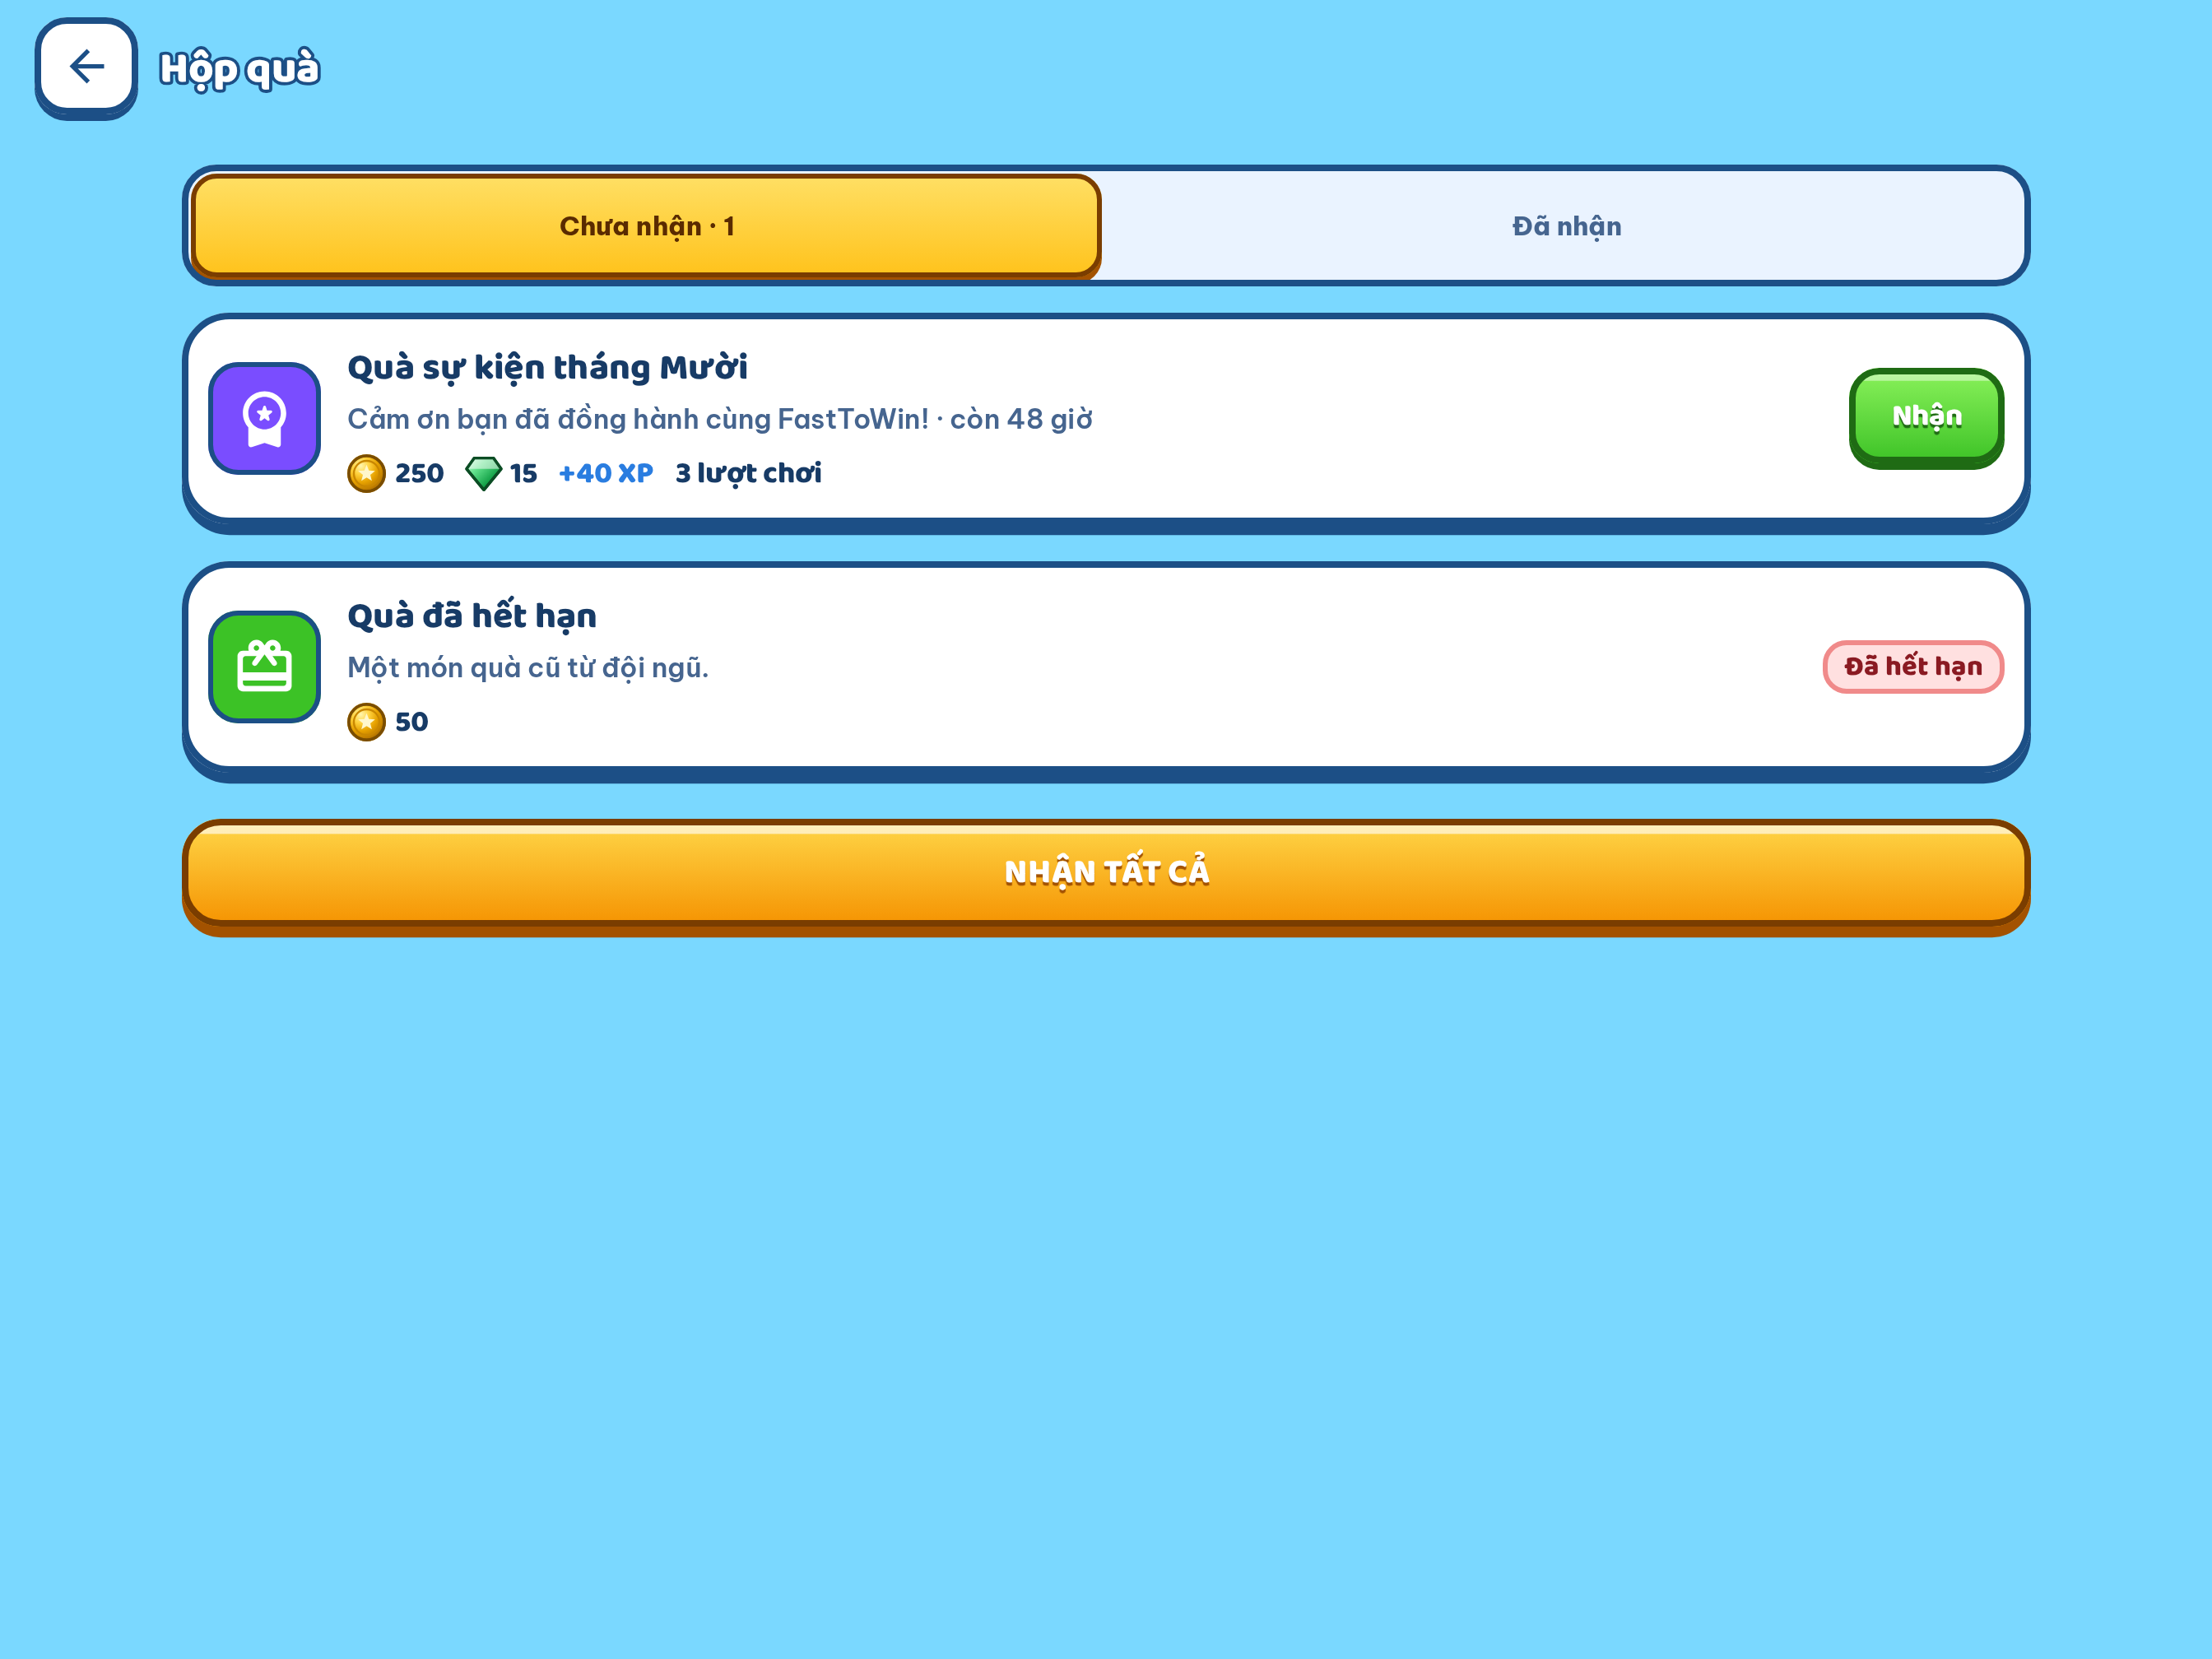 Hộp quà
Chưa nhận · 1
Đã nhận
Quà sự kiện tháng Mười
Cảm ơn bạn đã đồng hành cùng FastToWin! · còn 48 giờ
250 15 +40 XP 3 lượt chơi
Nhận
Quà đã hết hạn
Một món quà cũ từ đội ngũ.
50
Đã hết hạn
NHẬN TẤT CẢ